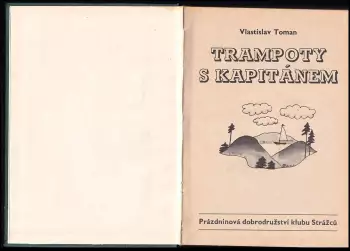 Vlastislav Toman
TRAMPOTY
S KAPITÁNEM
Prázdninová dobrodružství klubu Strážců